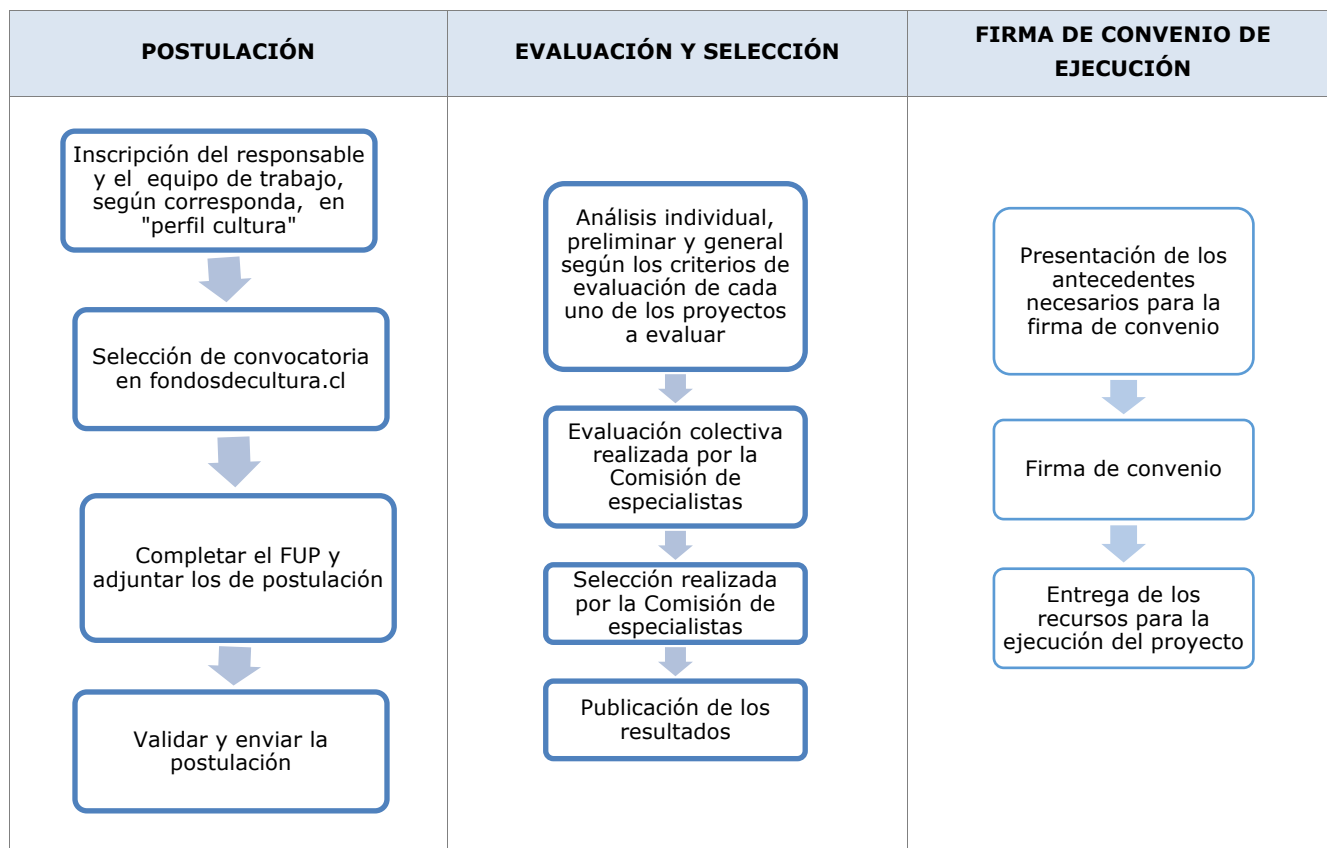 POSTULACIÓN
EVALUACIÓN Y SELECCIÓN
FIRMA DE CONVENIO DE
EJECUCIÓN
Inscripción del responsable
y el equipo de trabajo,
según corresponda, en
"perfil cultura"
Selección de convocatoria
en fondosdecultura.cl
Completar el FUP y
adjuntar los de postulación
Validar y enviar la
postulación
Análisis individual,
preliminar y general
según los criterios de
evaluación de cada
uno de los proyectos
a evaluar
Evaluación colectiva
realizada por la
Comisión de
especialistas
Selección realizada
por la Comisión de
especialistas
Publicación de los
resultados
Presentación de los
antecedentes
necesarios para la
firma de convenio
Firma de convenio
Entrega de los
recursos para la
ejecución del proyecto